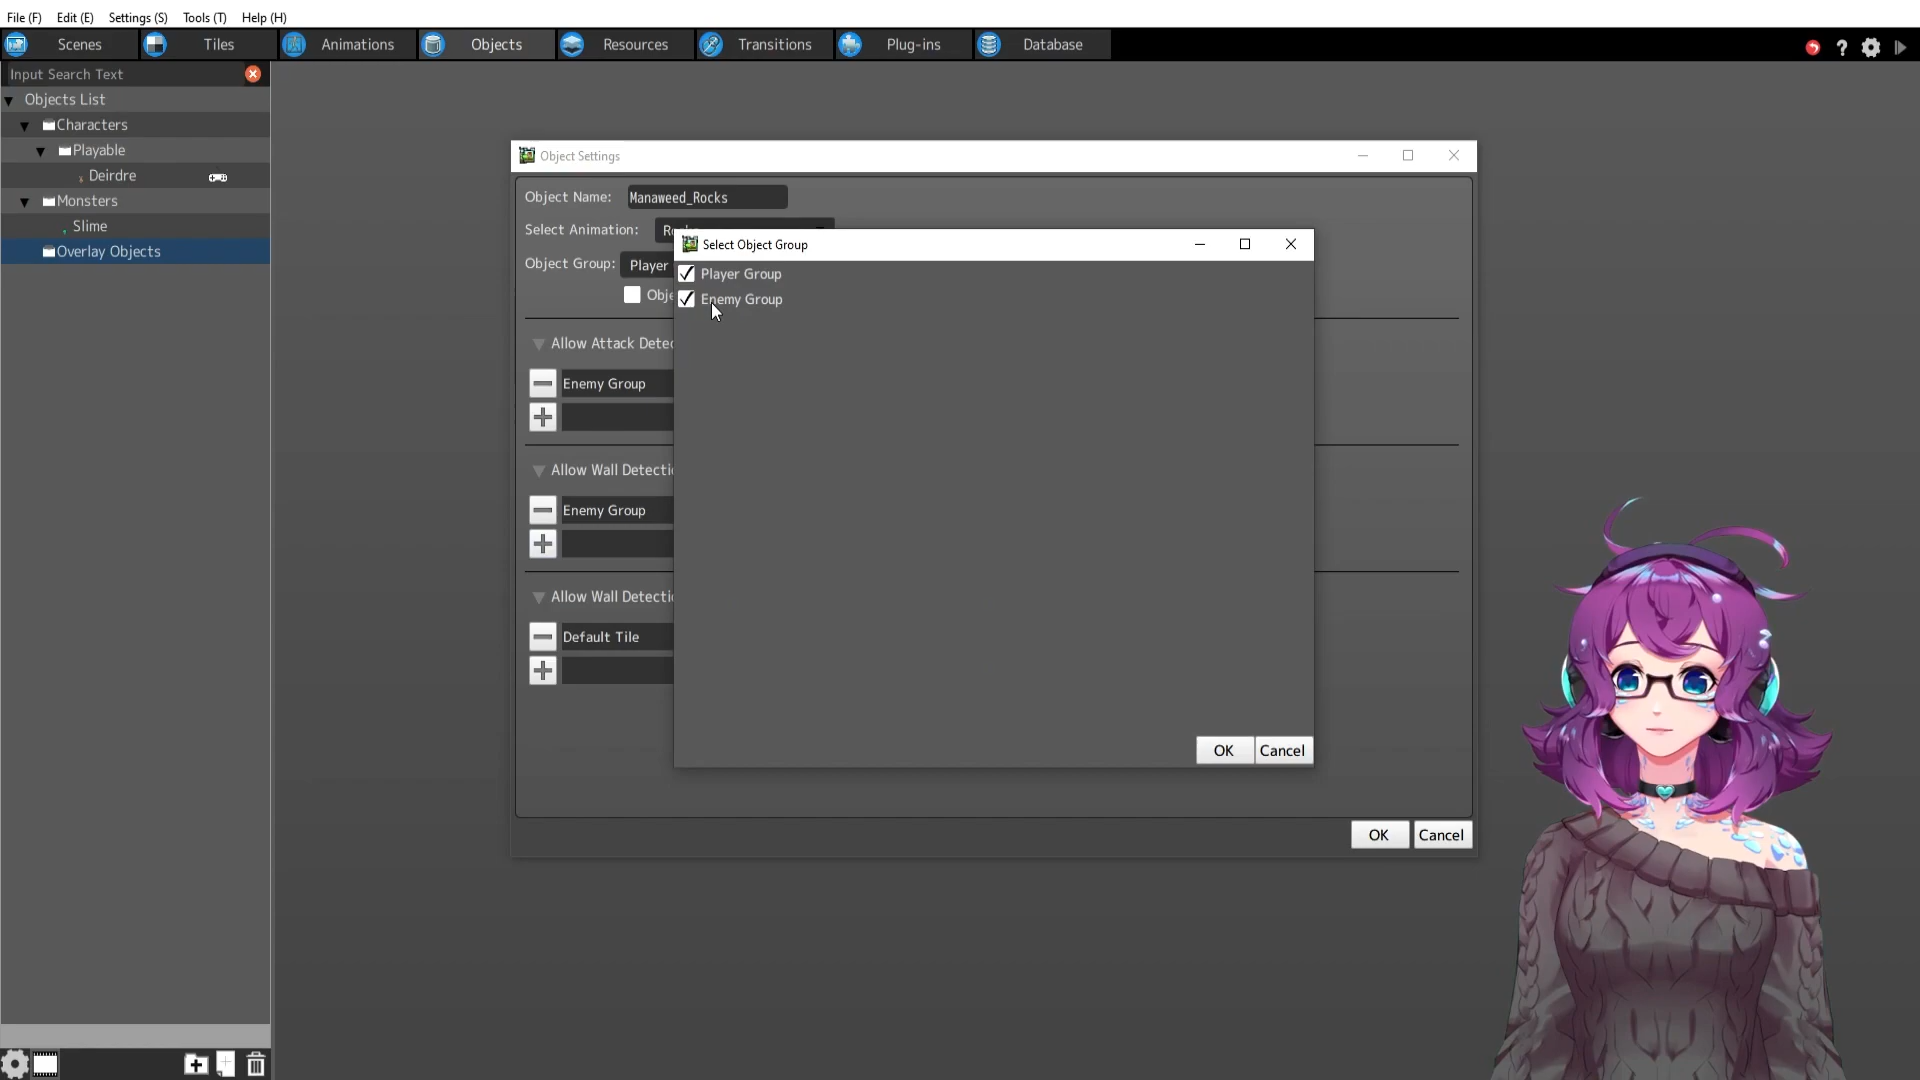 File (F) Edit (E) Settings (S) Tools (T) Help (H)
Scenes Tiles Animations Objects Resources Transitions Plug-ins Database
Input Search Text
Objects List
Characters
Playable
Deirdre
Monsters
Slime
Overlay Objects
Object Settings
Object Name: Manaweed_Rocks
Select Animation:
Object Group: Player
Select Object Group
Player Group
Enemy Group
Allow Attack
Enemy Group
Allow Wall
Enemy Group
Allow Wall
Default Tile
OK Cancel
OK Cancel